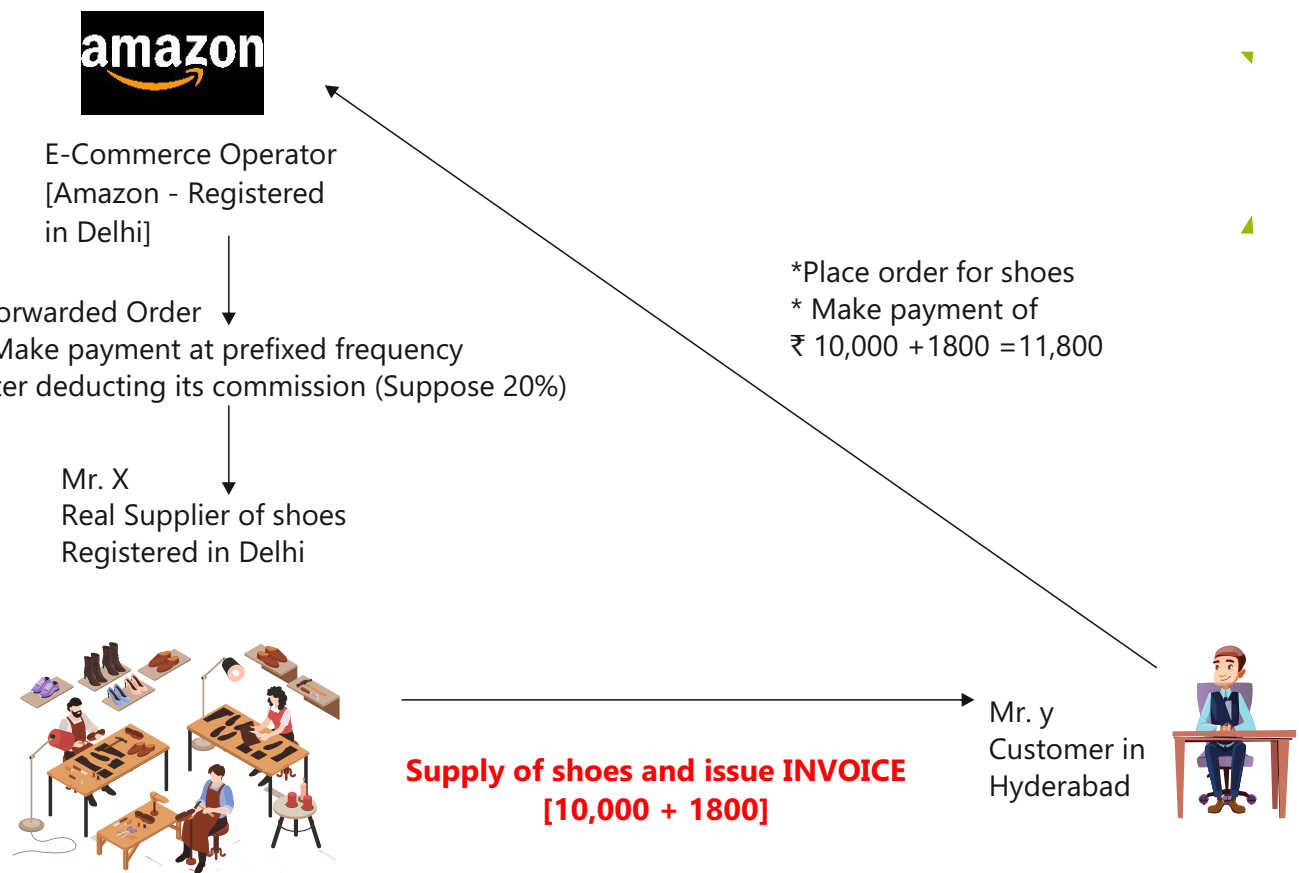 amazon
E-Commerce Operator
[Amazon - Registered
in Delhi]
orwarded Order
Make payment at prefixed frequency
ter deducting its commission (Suppose 20%)
*Place order for shoes
* Make payment of
₹ 10,000 +1800 =11,800
Mr. X
Real Supplier of shoes
Registered in Delhi
Supply of shoes and issue INVOICE
[10,000 + 1800]
Mr. y
Customer in
Hyderabad